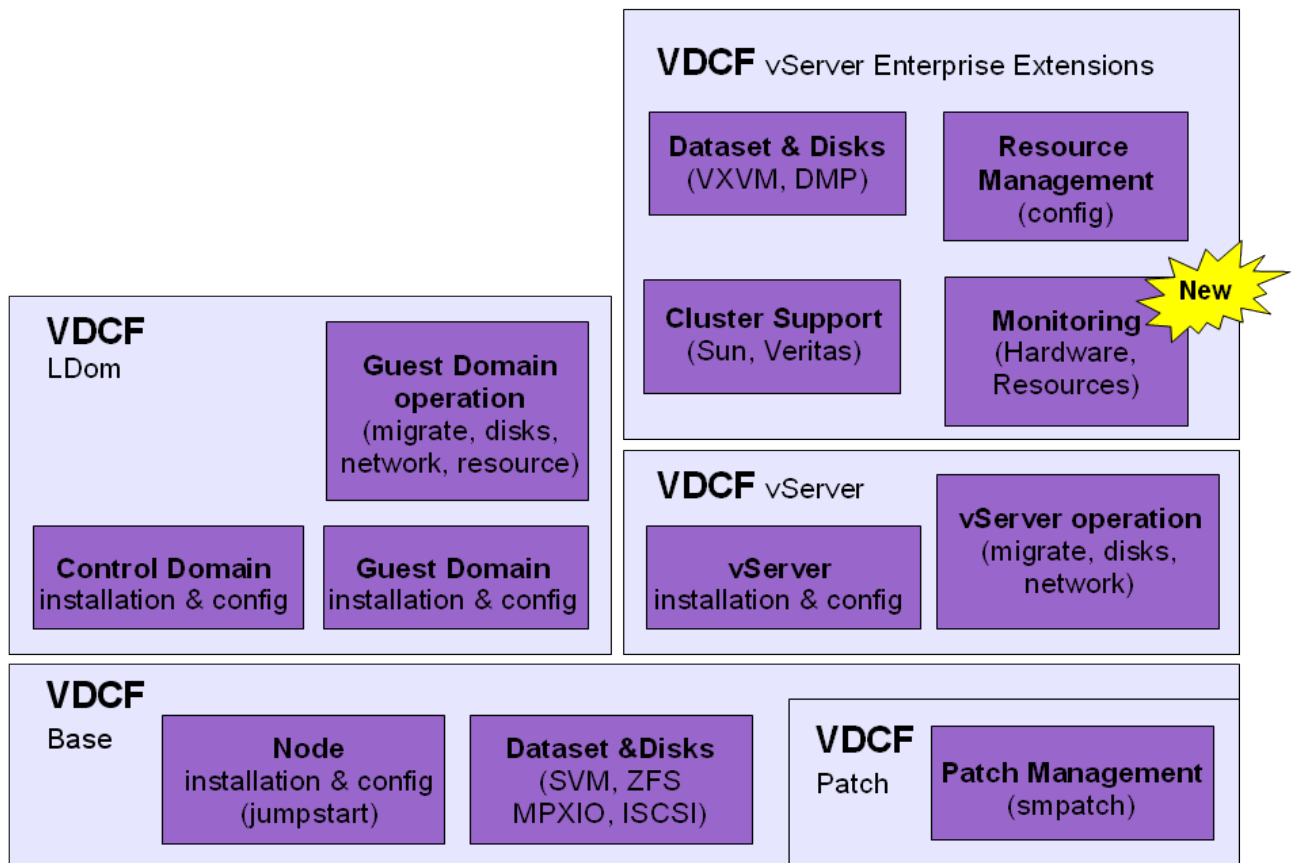 VDCF vServer Enterprise Extensions
Dataset & Disks
(VXVM, DMP)
Resource
Management
(config)
Cluster Support
(Sun, Veritas)
New
Monitoring
(Hardware,
Resources)
VDCF
LDom
Guest Domain
operation
(migrate, disks,
network, resource)
Control Domain
installation & config
Guest Domain
installation & config
VDCF vServer
vServer
installation & config
vServer operation
(migrate, disks,
network)
VDCF
Base
Node
installation & config
(jumpstart)
Dataset &Disks
(SVM, ZFS
MPXIO, ISCSI)
VDCF
Patch
Patch Management
(smpatch)